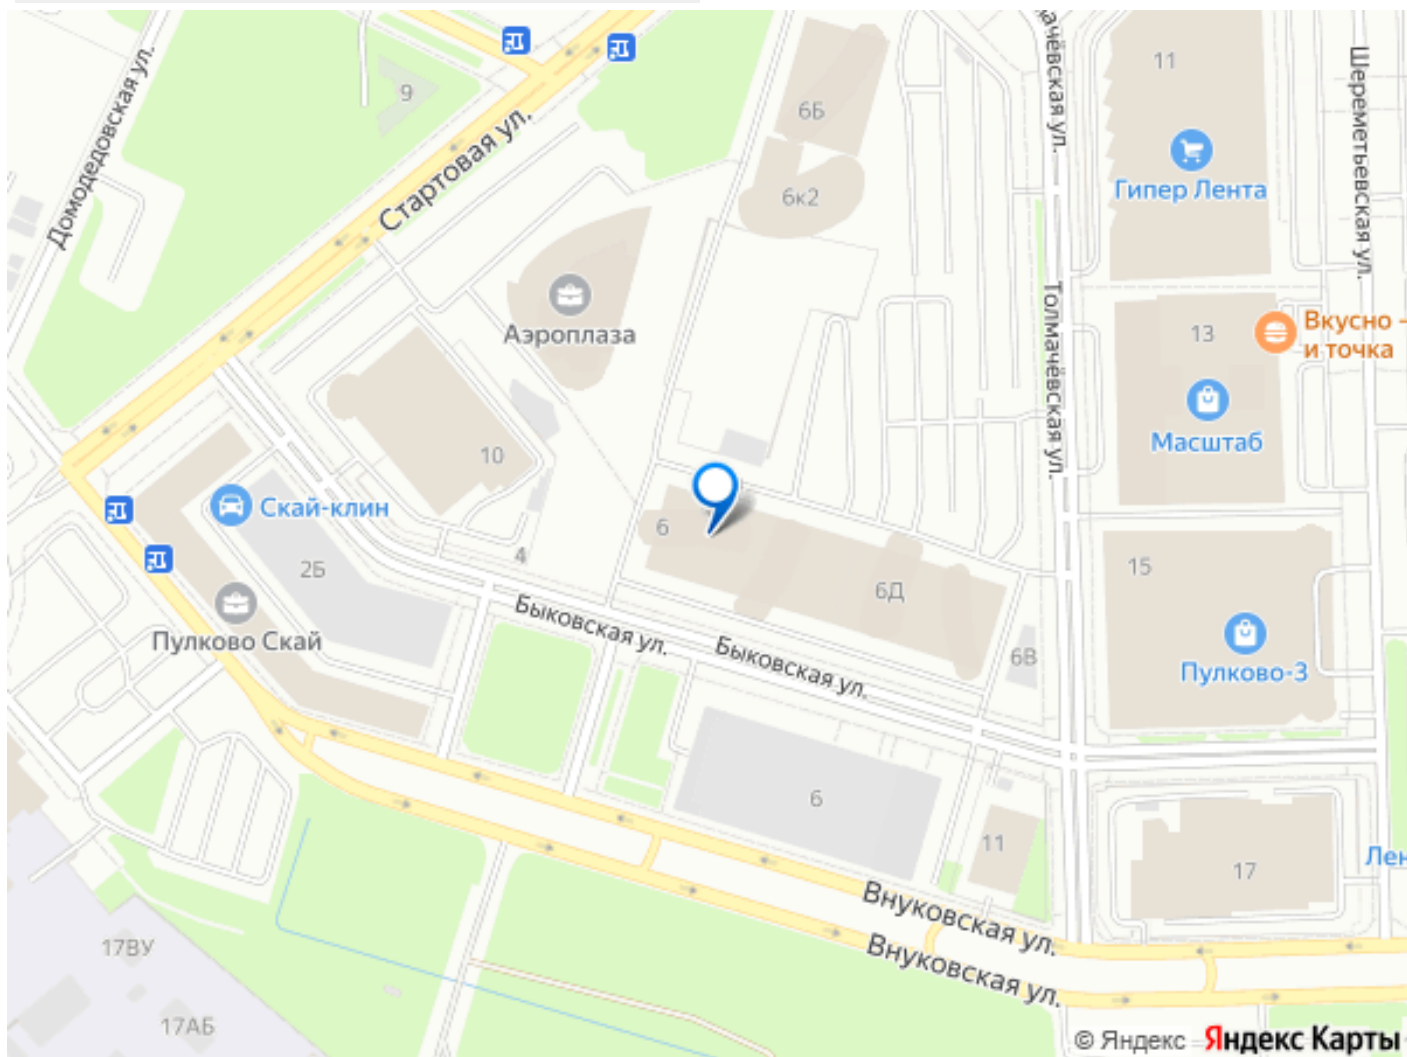 Домодедовская ул.
9
Стартовая ул.
6Б
6к2
11
Гипер Лента
Шереметьевская ул.
Аэроплаза
Толмачёвская ул.
13
Вкусно -
и точка
Масштаб
10
Скай-клин
2Б
4
6
6Д
15
Пулково Скай
Быковская ул.
Быковская ул.
6В
Пулково-3
6
11
17
Лен
Внуковская ул.
Внуковская ул.
17ВУ
17АБ
© Яндекс Яндекс Карты